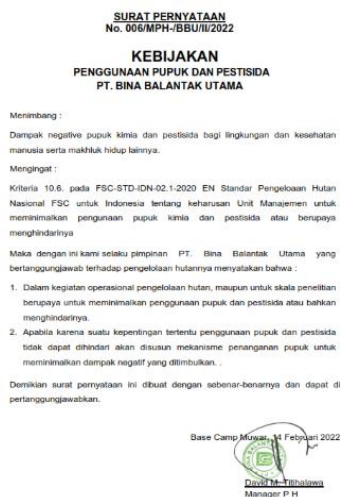 SURAT PERNYATAAN
No. 006/MPH-/BBU/II/2022
KEBIJAKAN
PENGGUNAAN PUPUK DAN PESTISIDA
PT. BINA BALANTAK UTAMA
Menimbang :
Dampak negative pupuk kimia dan pestisida bagi lingkungan dan kesehatan
manusia serta makhluk hidup lainnya.
Mengingat :
Kriteria 10.6. pada FSC-STD-IDN-02.1-2020 EN Standar Pengeloaan Hutan
Nasional FSC untuk Indonesia tentang keharusan Unit Manajemen untuk
meminimalkan pengunaan pupuk kimia dan pestisida atau berupaya
menghindarinya
Maka dengan ini kami selaku pimpinan PT. Bina Balantak Utama yang
bertanggungjawab terhadap pengelolaan hutannya menyatakan bahwa :
1. Dalam kegiatan operasional pengelolaan hutan, maupun untuk skala penelitian
berupaya untuk meminimalkan penggunaan pupuk dan pestisida atau bahkan
menghindarinya.
2. Apabila karena suatu kepentingan tertentu penggunaan pupuk dan pestisida
tidak dapat dihindari akan disusun mekanisme penanganan pupuk untuk
meminimalkan dampak negatif yang ditimbulkan. .
Demikian surat pernyataan ini dibuat dengan sebenar-benarnya dan dapat di
pertanggungjawabkan.
Base Camp Muwar, 14 Februari 2022
David M. Titihalawa
Manager P H